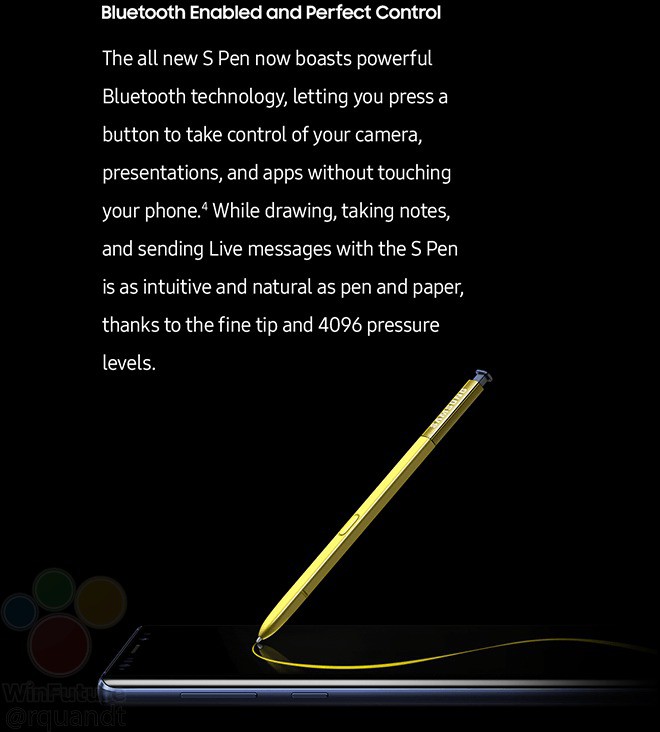 Bluetooth Enabled and Perfect Control
The all new S Pen now boasts powerful
Bluetooth technology, letting you press a
button to take control of your camera,
presentations, and apps without touching
your phone.⁴ While drawing, taking notes,
and sending Live messages with the S Pen
is as intuitive and natural as pen and paper,
thanks to the fine tip and 4096 pressure
levels.
SAMSUNG
WinFuture
@rquandt